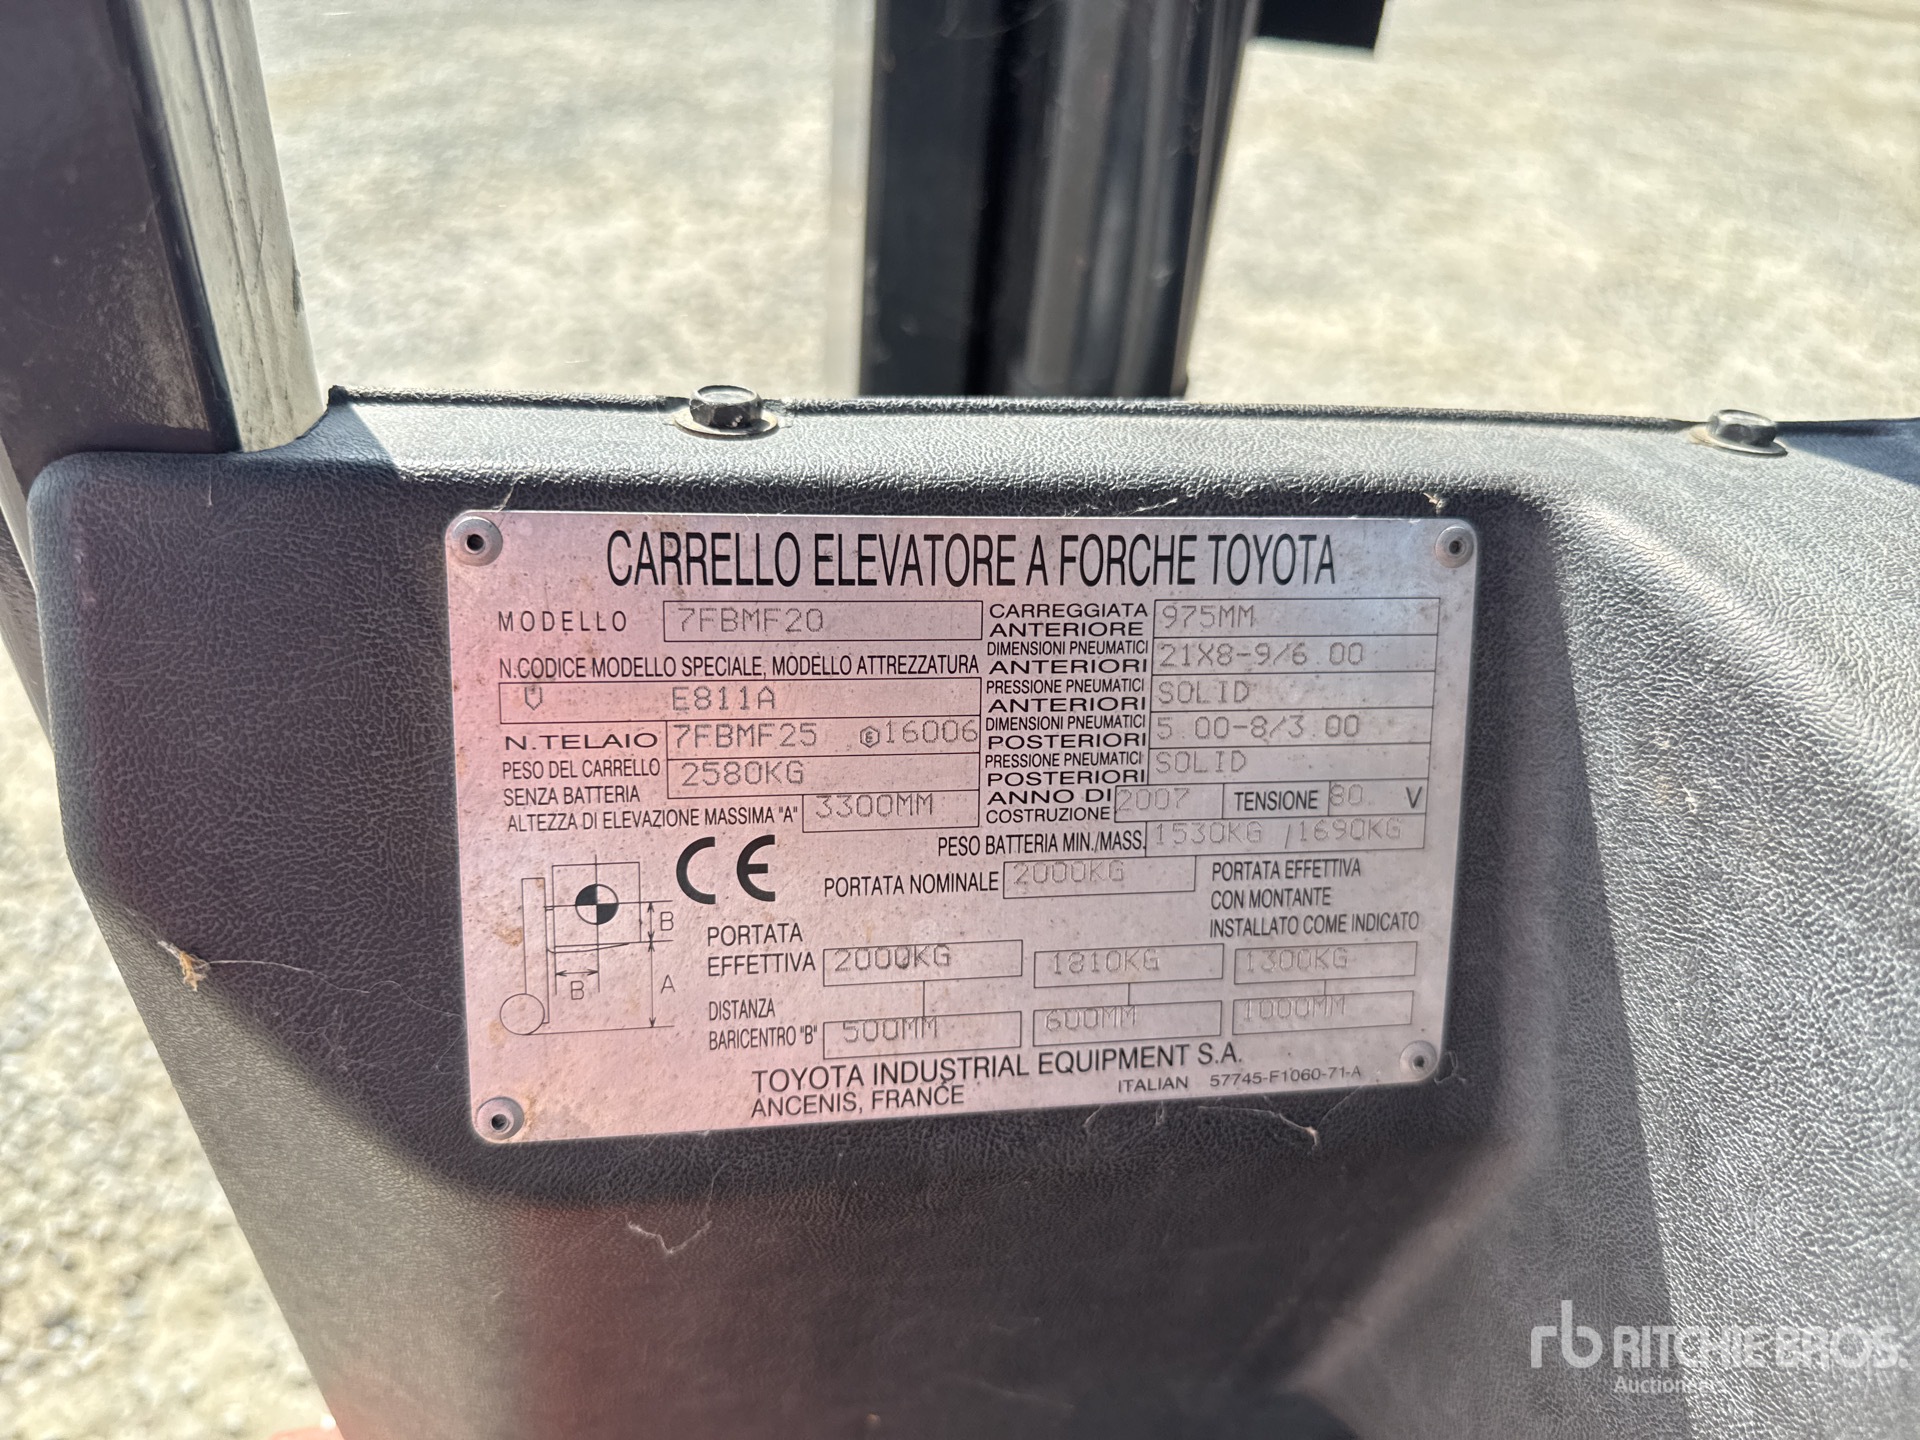 CARRELLO ELEVATORE A FORCHE TOYOTA
MODELLO 7FBMF20
N.CODICE MODELLO SPECIALE, MODELLO ATTREZZATURA
V E811A
N.TELAIO 7FBMF25 E16006
PESO DEL CARRELLO
SENZA BATTERIA 2580KG
ALTEZZA DI ELEVAZIONE MASSIMA "A" 3300MM
CARREGGIATA
ANTERIORE 975MM
DIMENSIONI PNEUMATICI
ANTERIORI 21X8-9/6.00
PRESSIONE PNEUMATICI
ANTERIORI SOLID
DIMENSIONI PNEUMATICI
POSTERIORI 5.00-8/3.00
PRESSIONE PNEUMATICI
POSTERIORI SOLID
ANNO DI
COSTRUZIONE 2007 TENSIONE 80. V
PESO BATTERIA MIN./MASS. 1530KG /1690KG
CE
PORTATA NOMINALE 2000KG
PORTATA EFFETTIVA
CON MONTANTE
INSTALLATO COME INDICATO
B
A
B
PORTATA
EFFETTIVA 2000KG 1810KG 1300KG
DISTANZA
BARICENTRO "B" 500MM 600MM 1000MM
TOYOTA INDUSTRIAL EQUIPMENT S.A.
ANCENIS, FRANCE
ITALIAN 57745-F1060-71-A
rb RITCHIE BROS.
Auctioneers